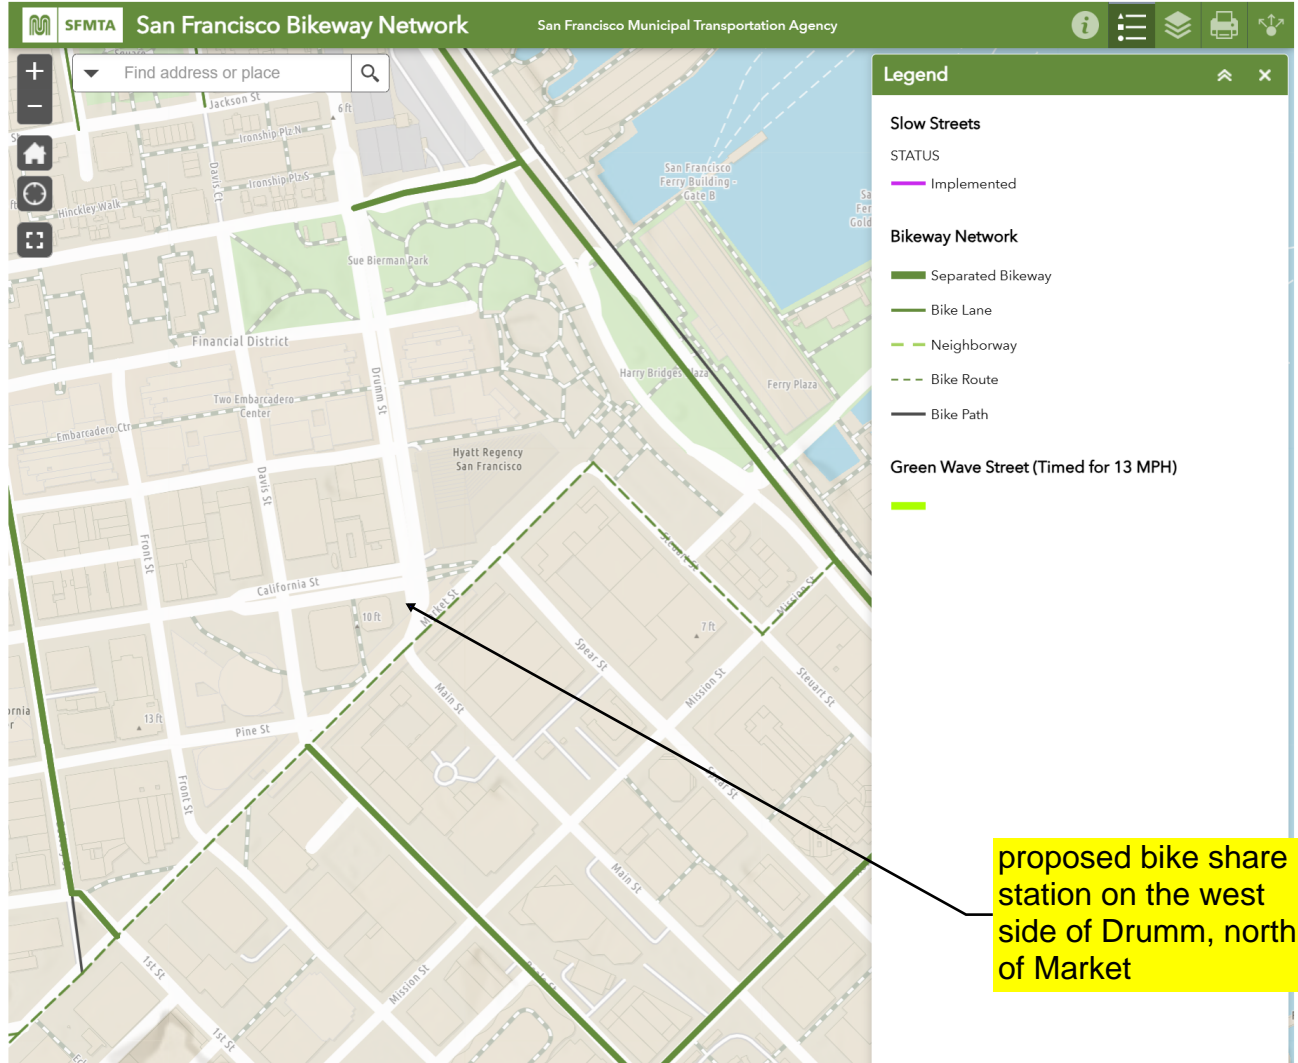 SFMTA San Francisco Bikeway Network San Francisco Municipal Transportation Agency
Find address or place
Legend
Slow Streets
STATUS
Implemented
Bikeway Network
Separated Bikeway
Bike Lane
Neighborway
Bike Route
Bike Path
Green Wave Street (Timed for 13 MPH)
Jackson St
6 ft
Ironship Plz N
Davis Ct
Ironship Plz S
Hinckley Walk
San Francisco
Ferry Building -
Gate B
Sue Bierman Park
Financial District
Drumm St
Harry Bridges Plaza
Ferry Plaza
Two Embarcadero
Center
Embarcadero Ctr
Hyatt Regency
San Francisco
Davis St
Front St
Steuart St
California St
Market St
Mission St
10 ft
7 ft
Spear St
Main St
Mission St
Steuart St
13 ft
Pine St
Front St
Spear St
Main St
1st St
Mission St
1st St
proposed bike share
station on the west
side of Drumm, north
of Market